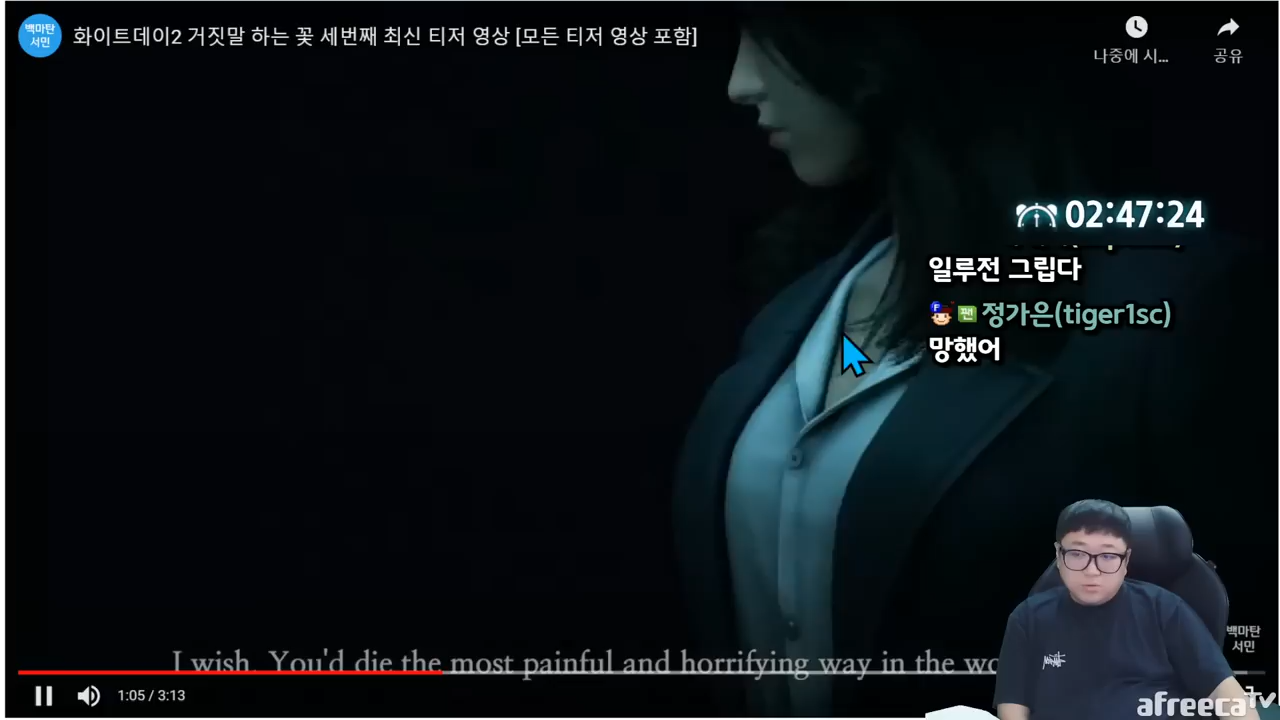 백마탄
서민
화이트데이2 거짓말 하는 꽃 세번째 최신 티저 영상 [모든 티저 영상 포함]
나중에 시...
공유
02:47:24
일루전 그립다
F 팬 정가은(tiger1sc)
망했어
백마탄
서민
I wish, You'd die the most painful and horrifying way in the
1:05 / 3:13
afreecaTV